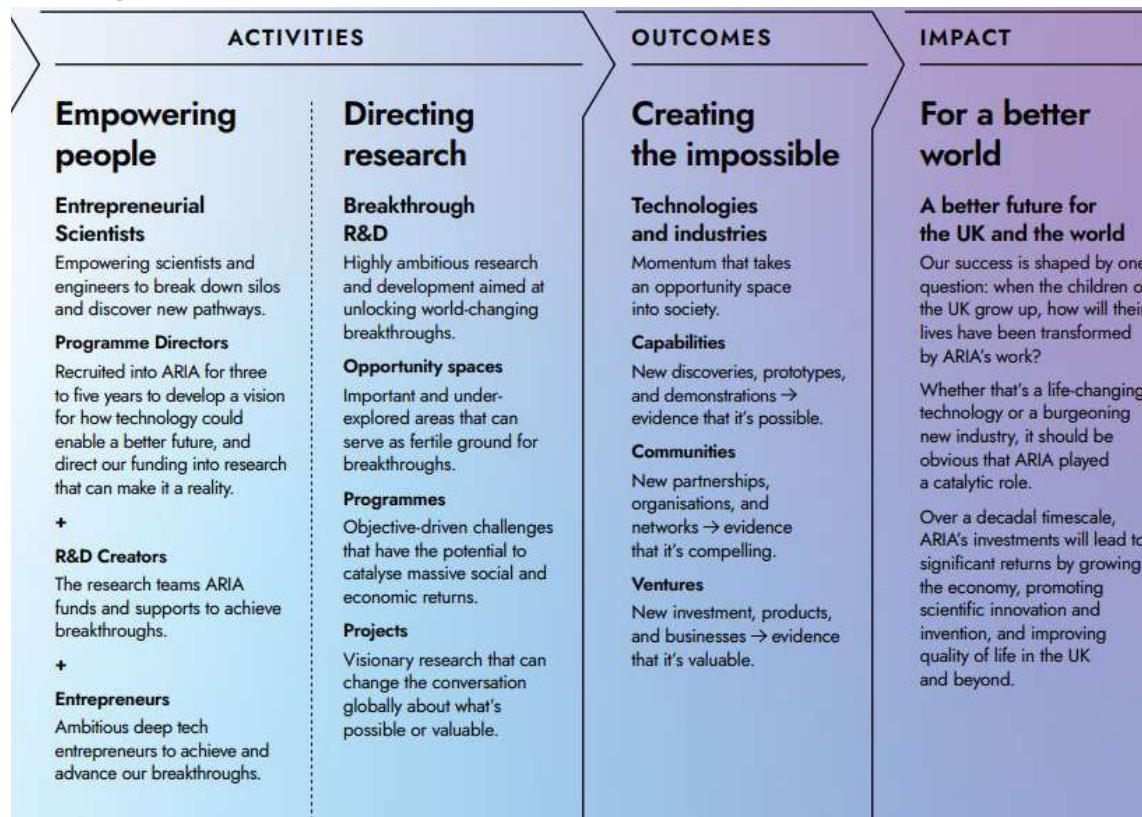 ACTIVITIES
Empowering
people
Entrepreneurial
Scientists
Empowering scientists and
engineers to break down silos
and discover new pathways.
Programme Directors
Recruited into ARIA for three
to five years to develop a vision
for how technology could
enable a better future, and
direct our funding into research
that can make it a reality.
+
R&D Creators
The research teams ARIA
funds and supports to achieve
breakthroughs.
+
Entrepreneurs
Ambitious deep tech
entrepreneurs to achieve and
advance our breakthroughs.
Directing
research
Breakthrough
R&D
Highly ambitious research
and development aimed at
unlocking world-changing
breakthroughs.
Opportunity spaces
Important and under-
explored areas that can
serve as fertile ground for
breakthroughs.
Programmes
Objective-driven challenges
that have the potential to
catalyse massive social and
economic returns.
Projects
Visionary research that can
change the conversation
globally about what's
possible or valuable.
OUTCOMES
Creating
the impossible
Technologies
and industries
Momentum that takes
an opportunity space
into society.
Capabilities
New discoveries, prototypes,
and demonstrations →
evidence that it's possible.
Communities
New partnerships,
organisations, and
networks → evidence
that it's compelling.
Ventures
New investment, products,
and businesses → evidence
that it's valuable.
IMPACT
For a better
world
A better future for
the UK and the world
Our success is shaped by one
question: when the children o
the UK grow up, how will their
lives have been transformed
by ARIA's work?
Whether that's a life-changing
technology or a burgeoning
new industry, it should be
obvious that ARIA played
a catalytic role.
Over a decadal timescale,
ARIA's investments will lead to
significant returns by growing
the economy, promoting
scientific innovation and
invention, and improving
quality of life in the UK
and beyond.